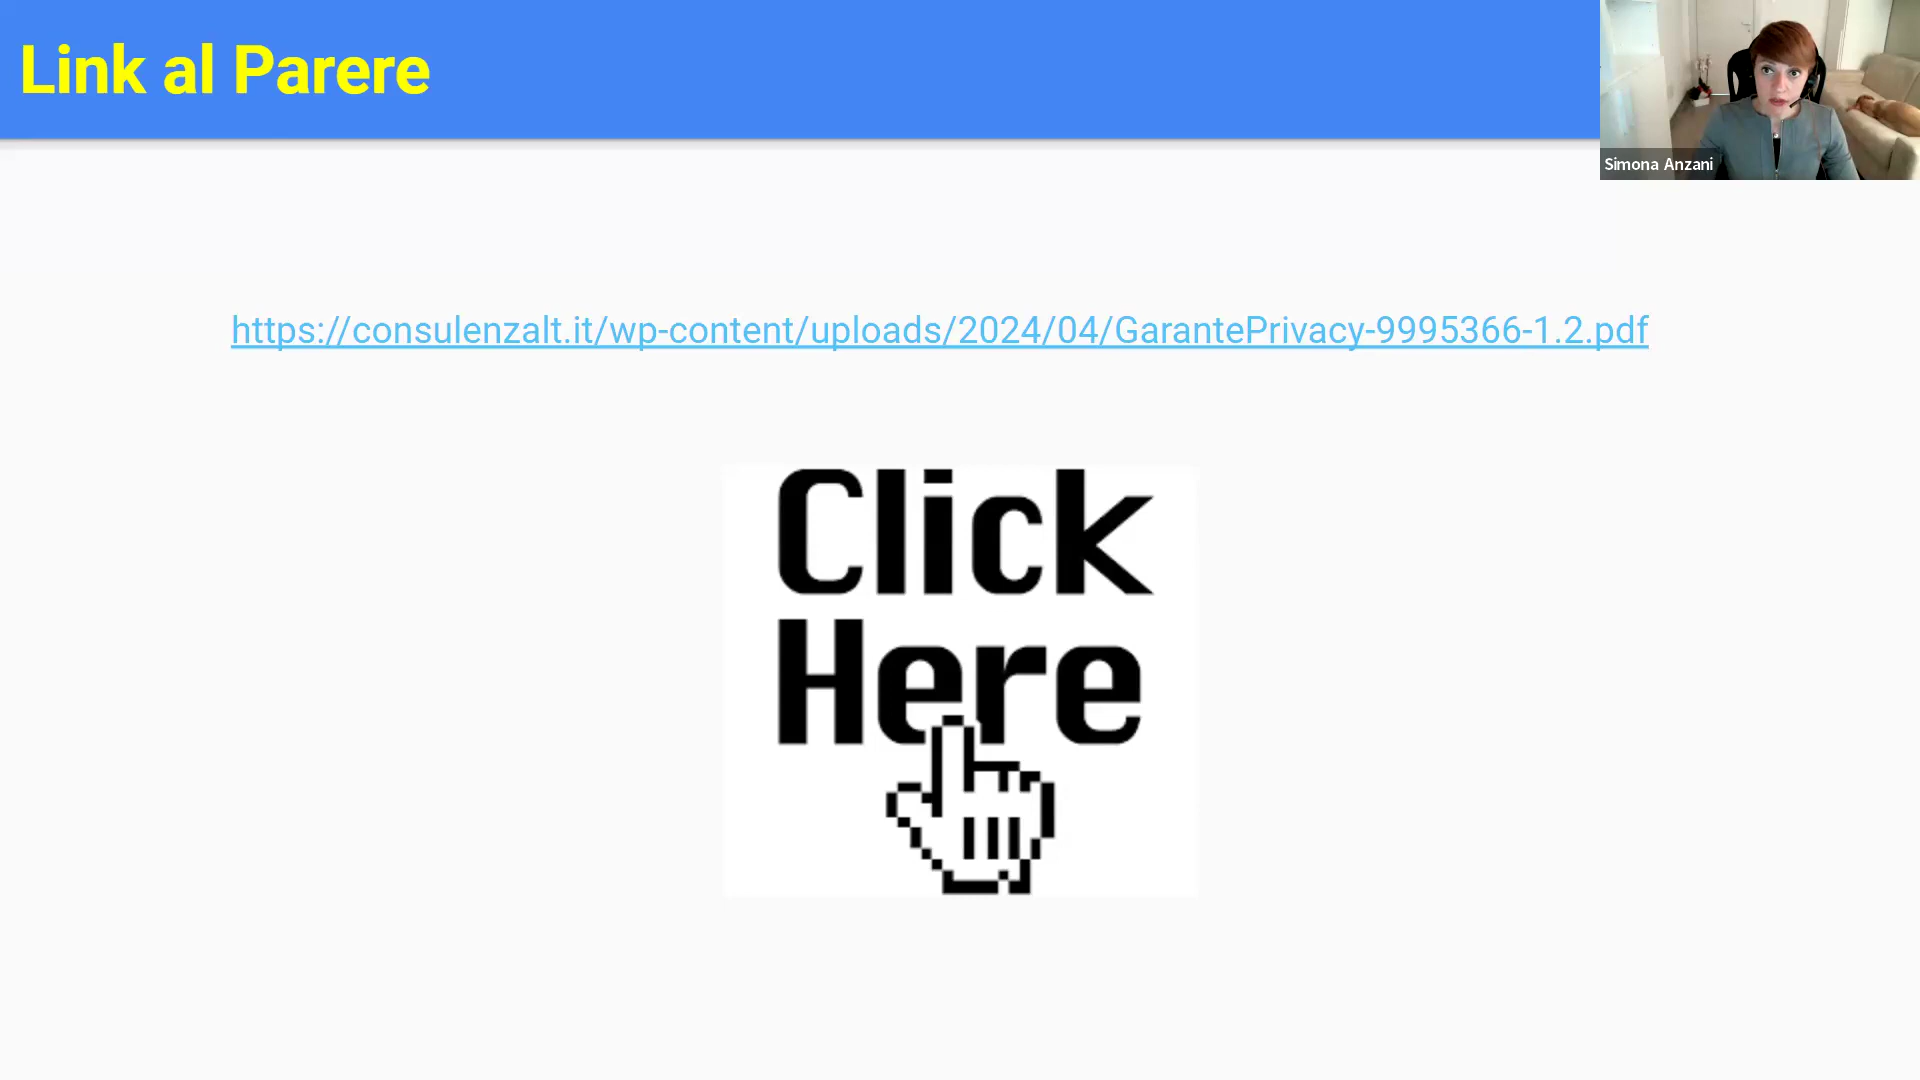 Link al Parere
Simona Anzani
https://consulenzalt.it/wp-content/uploads/2024/04/GarantePrivacy-9995366-1.2.pdf
Click
Here